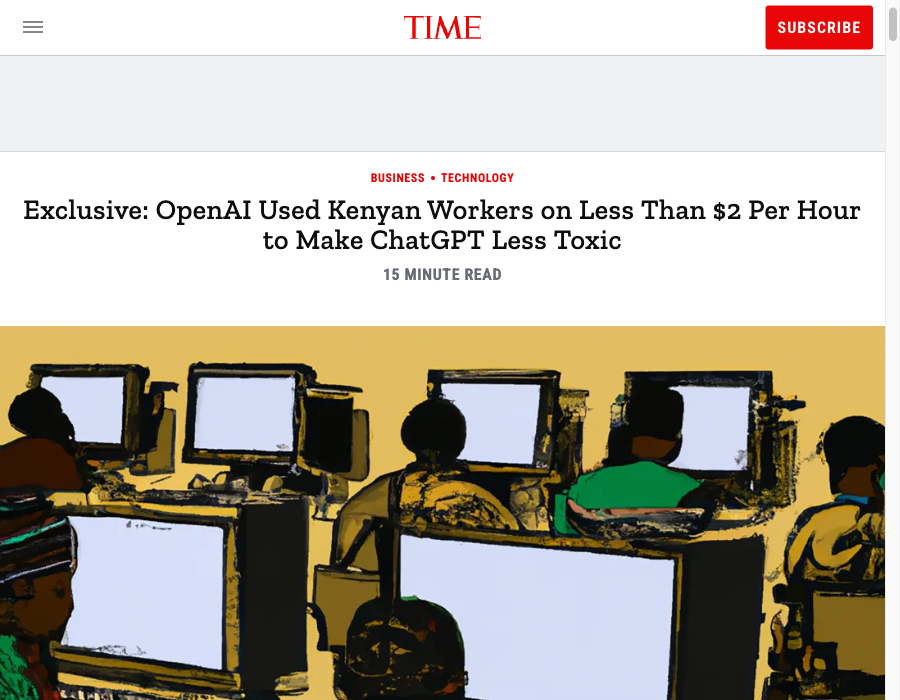 TIME
SUBSCRIBE
BUSINESS • TECHNOLOGY
Exclusive: OpenAI Used Kenyan Workers on Less Than $2 Per Hour
to Make ChatGPT Less Toxic
15 MINUTE READ